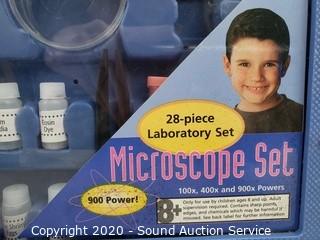 28-piece
Laboratory Set
Microscope Set
100x, 400x and 900x Powers
900 Power!
8+
Only for use by children ages 8 and up. Adult
supervision required. Contains sharp points,
edges, and chemicals which may be harmful if
misused. See back label for further information
Eosin
Dye
Shrimp
Eggs
Copyright 2020 - Sound Auction Service